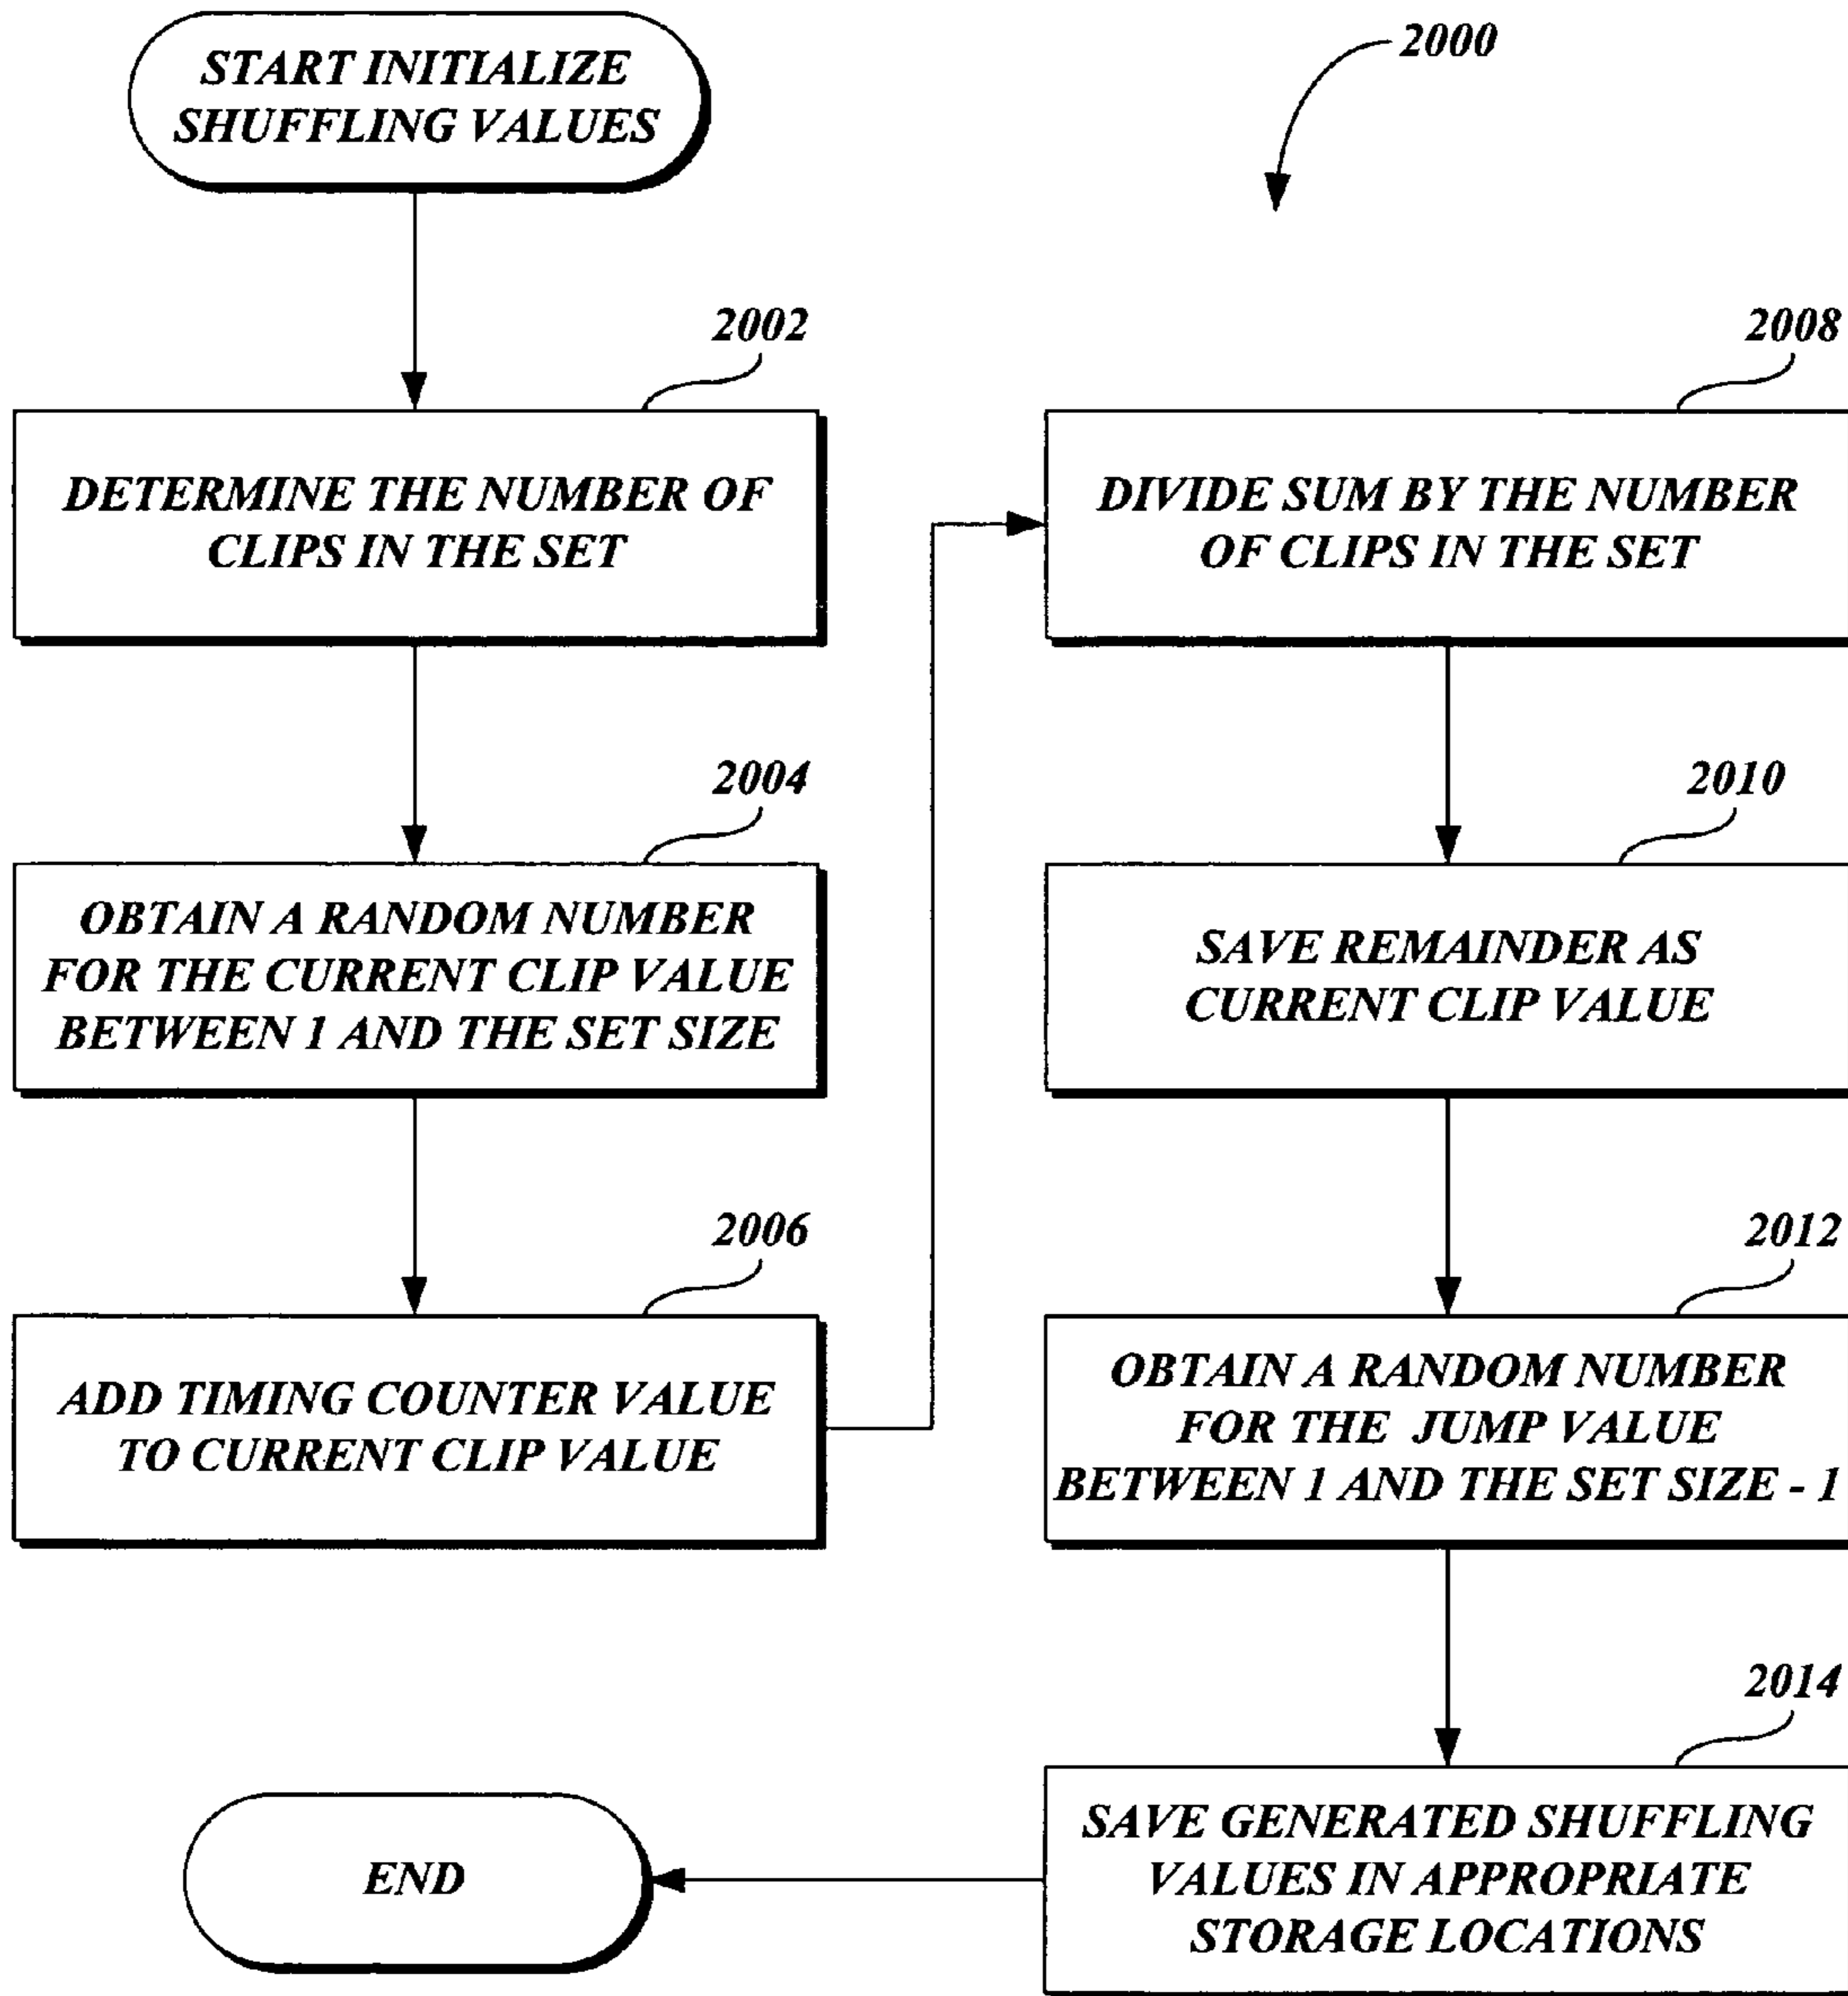 START INITIALIZE
SHUFFLING VALUES
2000
2002
DETERMINE THE NUMBER OF
CLIPS IN THE SET
2004
OBTAIN A RANDOM NUMBER
FOR THE CURRENT CLIP VALUE
BETWEEN 1 AND THE SET SIZE
2006
ADD TIMING COUNTER VALUE
TO CURRENT CLIP VALUE
2008
DIVIDE SUM BY THE NUMBER
OF CLIPS IN THE SET
2010
SAVE REMAINDER AS
CURRENT CLIP VALUE
2012
OBTAIN A RANDOM NUMBER
FOR THE JUMP VALUE
BETWEEN 1 AND THE SET SIZE - 1
2014
SAVE GENERATED SHUFFLING
VALUES IN APPROPRIATE
STORAGE LOCATIONS
END